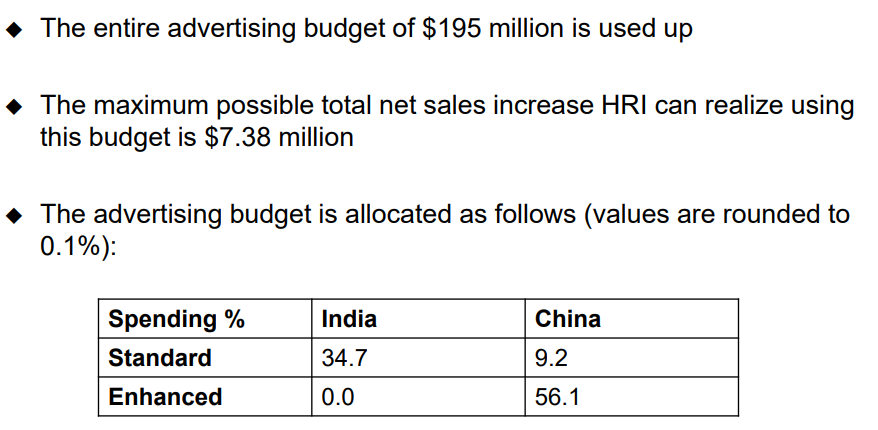 ◆ The entire advertising budget of $195 million is used up
◆ The maximum possible total net sales increase HRI can realize using
this budget is $7.38 million
◆ The advertising budget is allocated as follows (values are rounded to
0.1%):
Spending % India China
Standard 34.7 9.2
Enhanced 0.0 56.1